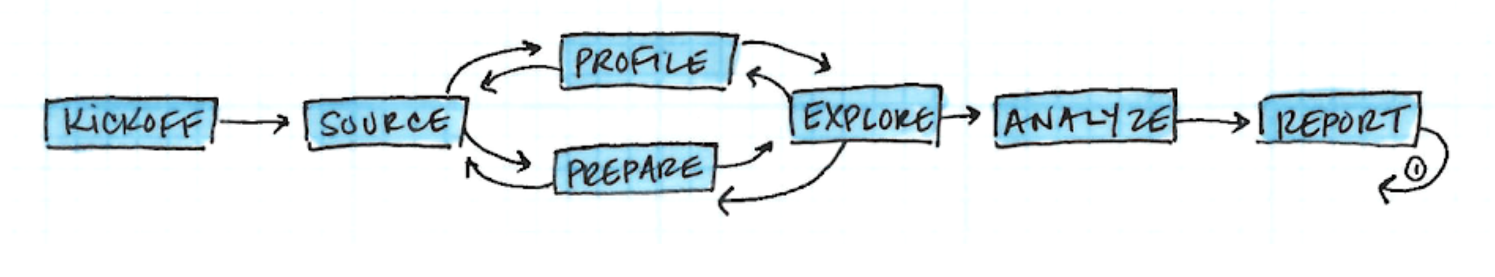 KICKOFF
SOURCE
PROFILE
PREPARE
EXPLORE
ANALYZE
REPORT
1